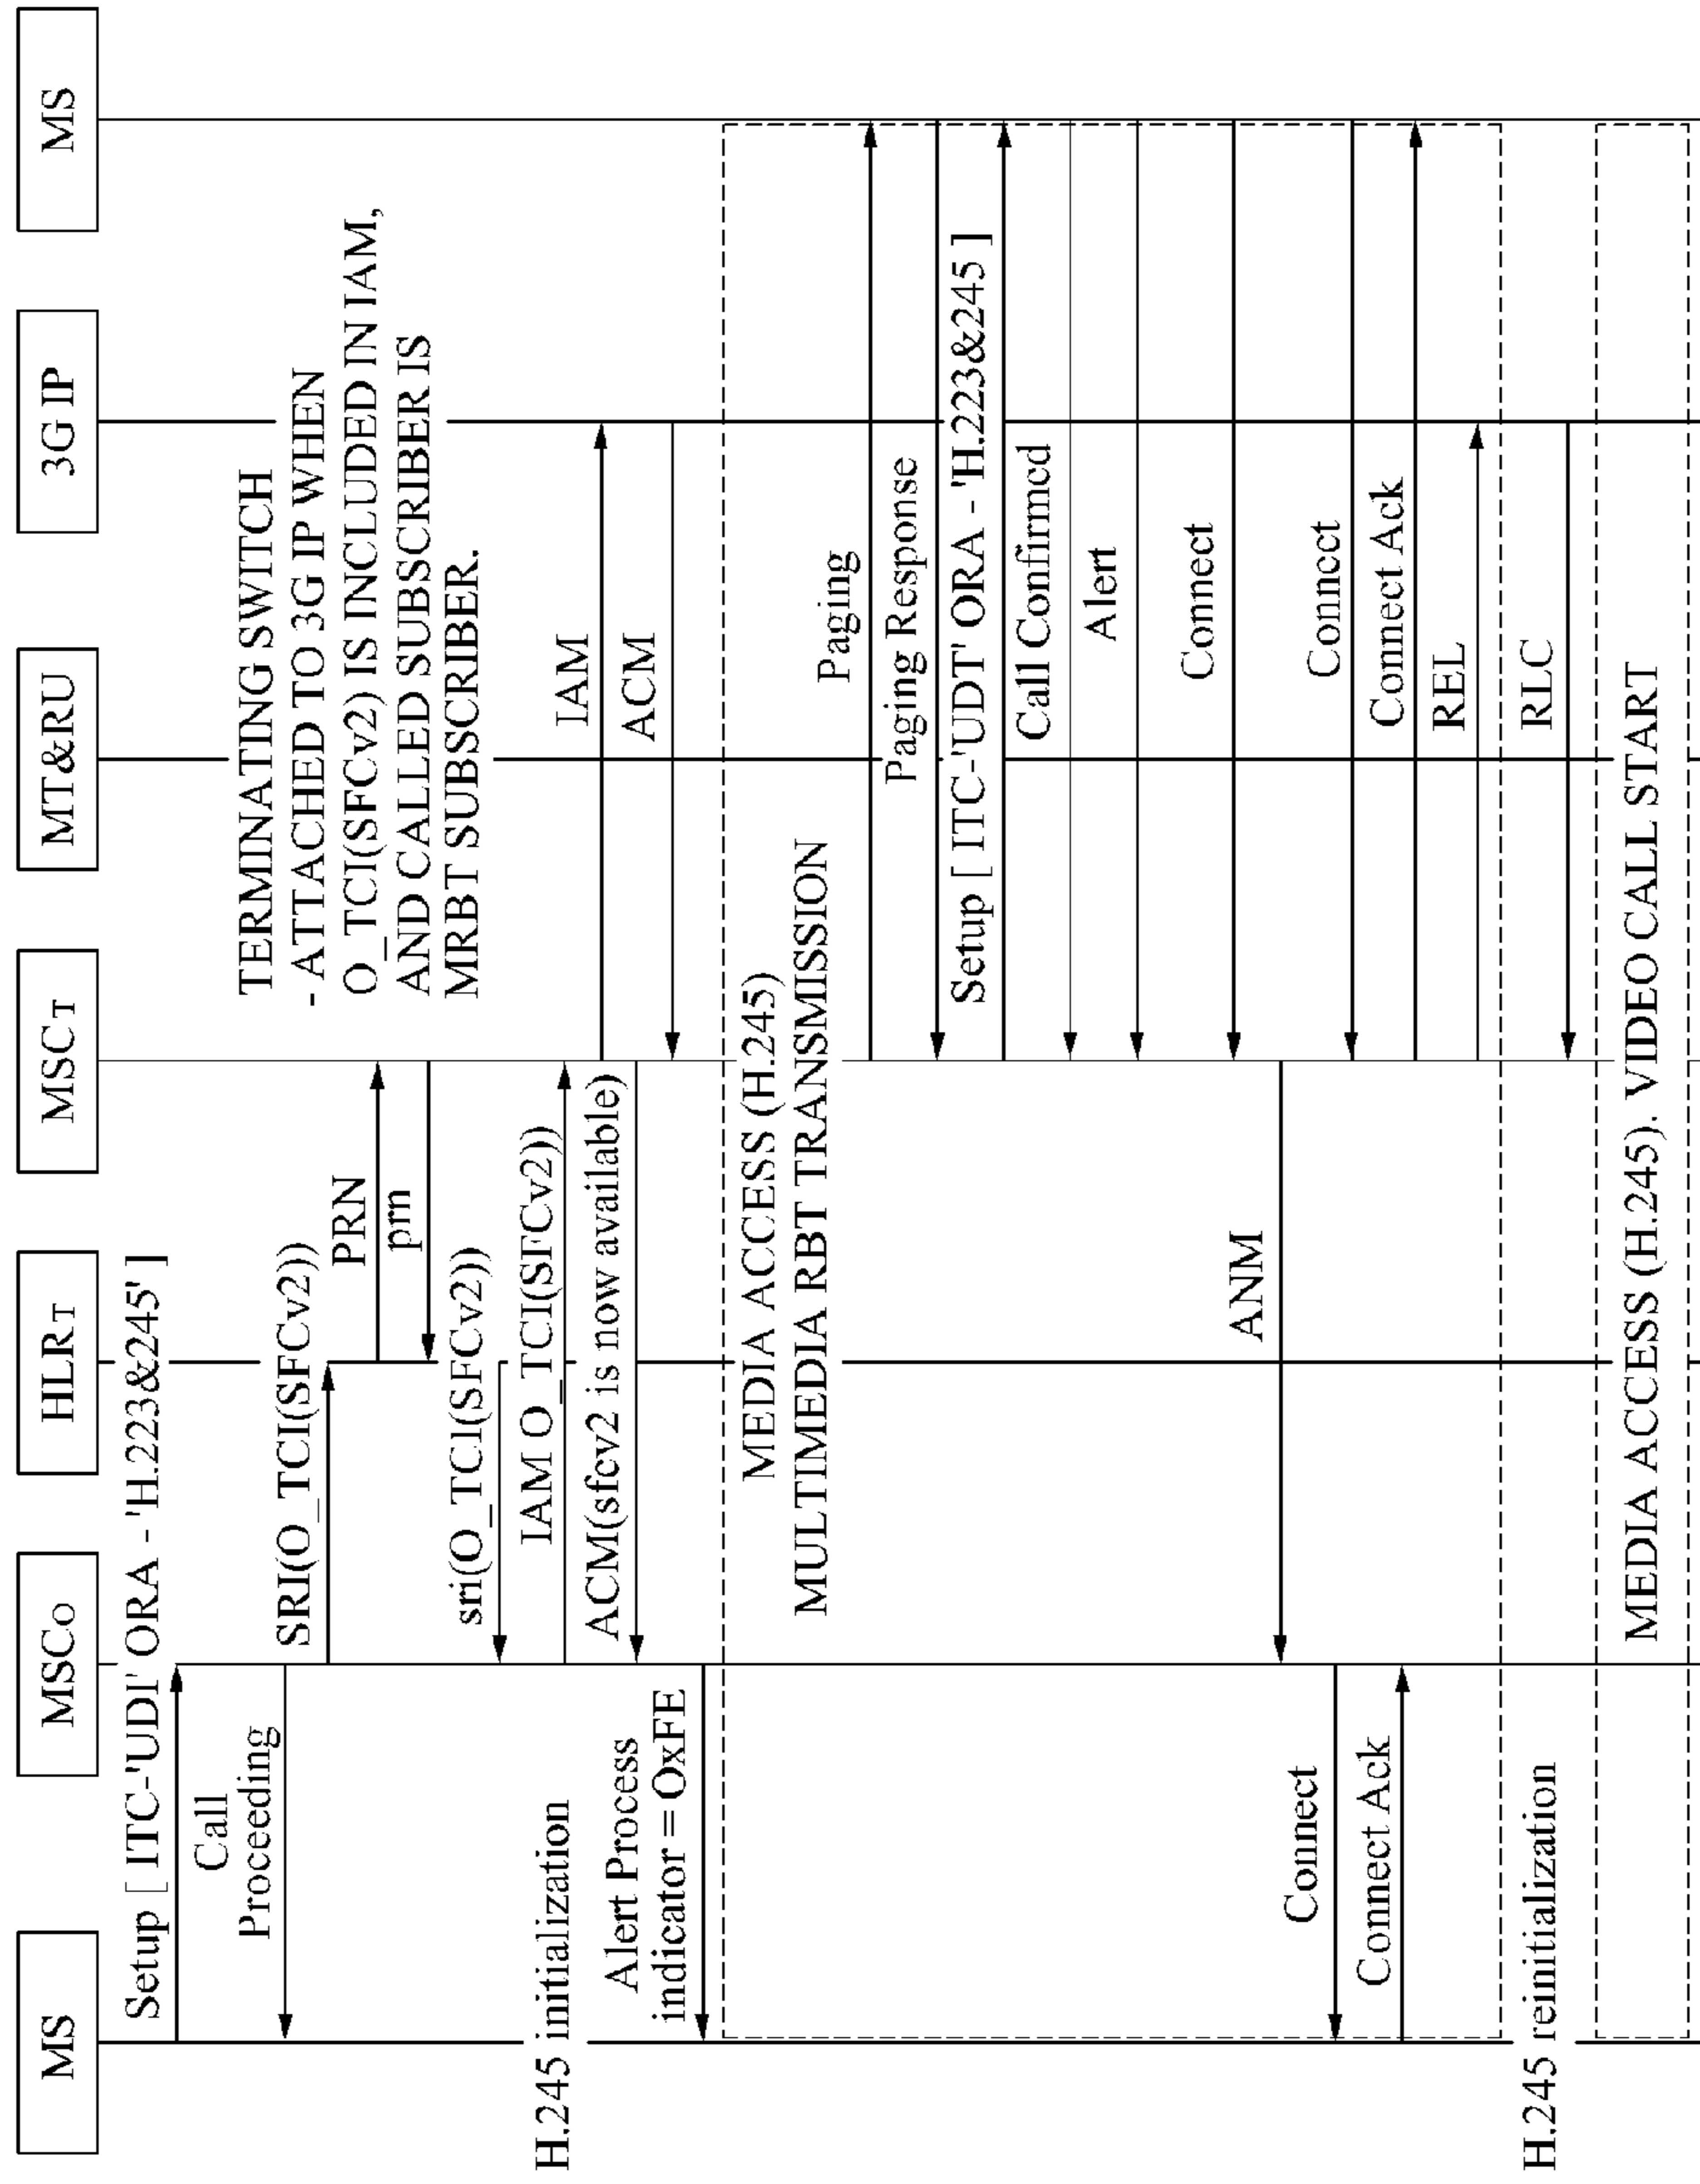 MS
MSCO
HLRT
MSCT
MT&RU
3G IP
MS
Setup [ ITC-'UDI' ORA - 'H.223&245' ]
Call
Proceeding
SRI(O_TCI(SFCv2))
PRN
prn
sri(O_TCI(SFCv2))
IAM O_TCI(SFCv2))
ACM(sfcv2 is now available)
TERMINATING SWITCH
- ATTACHED TO 3G IP WHEN
O_TCI(SFCv2) IS INCLUDED IN IAM,
AND CALLED SUBSCRIBER IS
MRBT SUBSCRIBER.
IAM
ACM
H.245 initialization
Alert Process
indicator = OxFE
MEDIA ACCESS (H.245)
MULTIMEDIA RBT TRANSMISSION
Paging
Paging Response
Setup [ ITC-'UDT' ORA - 'H.223&245 ]
Call Confirmcd
Alert
Connect
ANM
Connect
Conncct
Connect Ack
Connect Ack
REL
RLC
H.245 reinitialization
MEDIA ACCESS (H.245). VIDEO CALL START